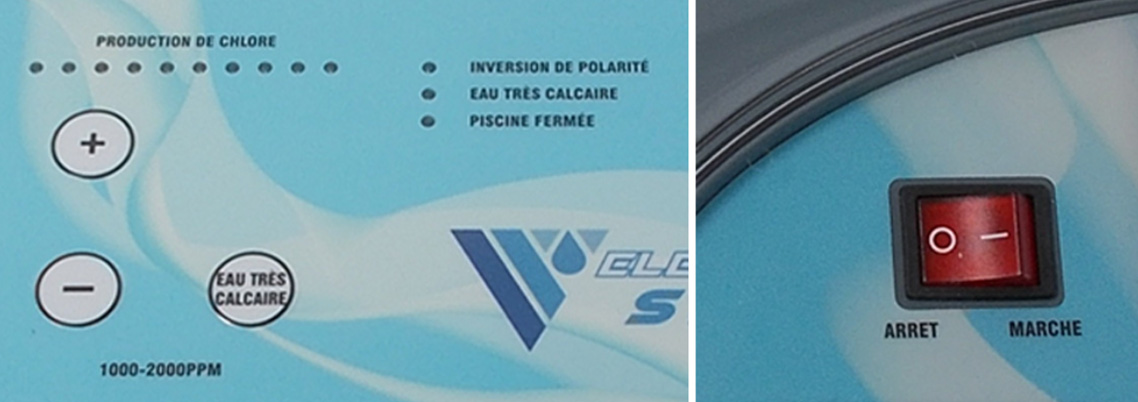 PRODUCTION DE CHLORE
INVERSION DE POLARITÉ
EAU TRÈS CALCAIRE
PISCINE FERMÉE
+
−
EAU TRÈS
CALCAIRE
1000-2000PPM
S
O
ARRET MARCHE